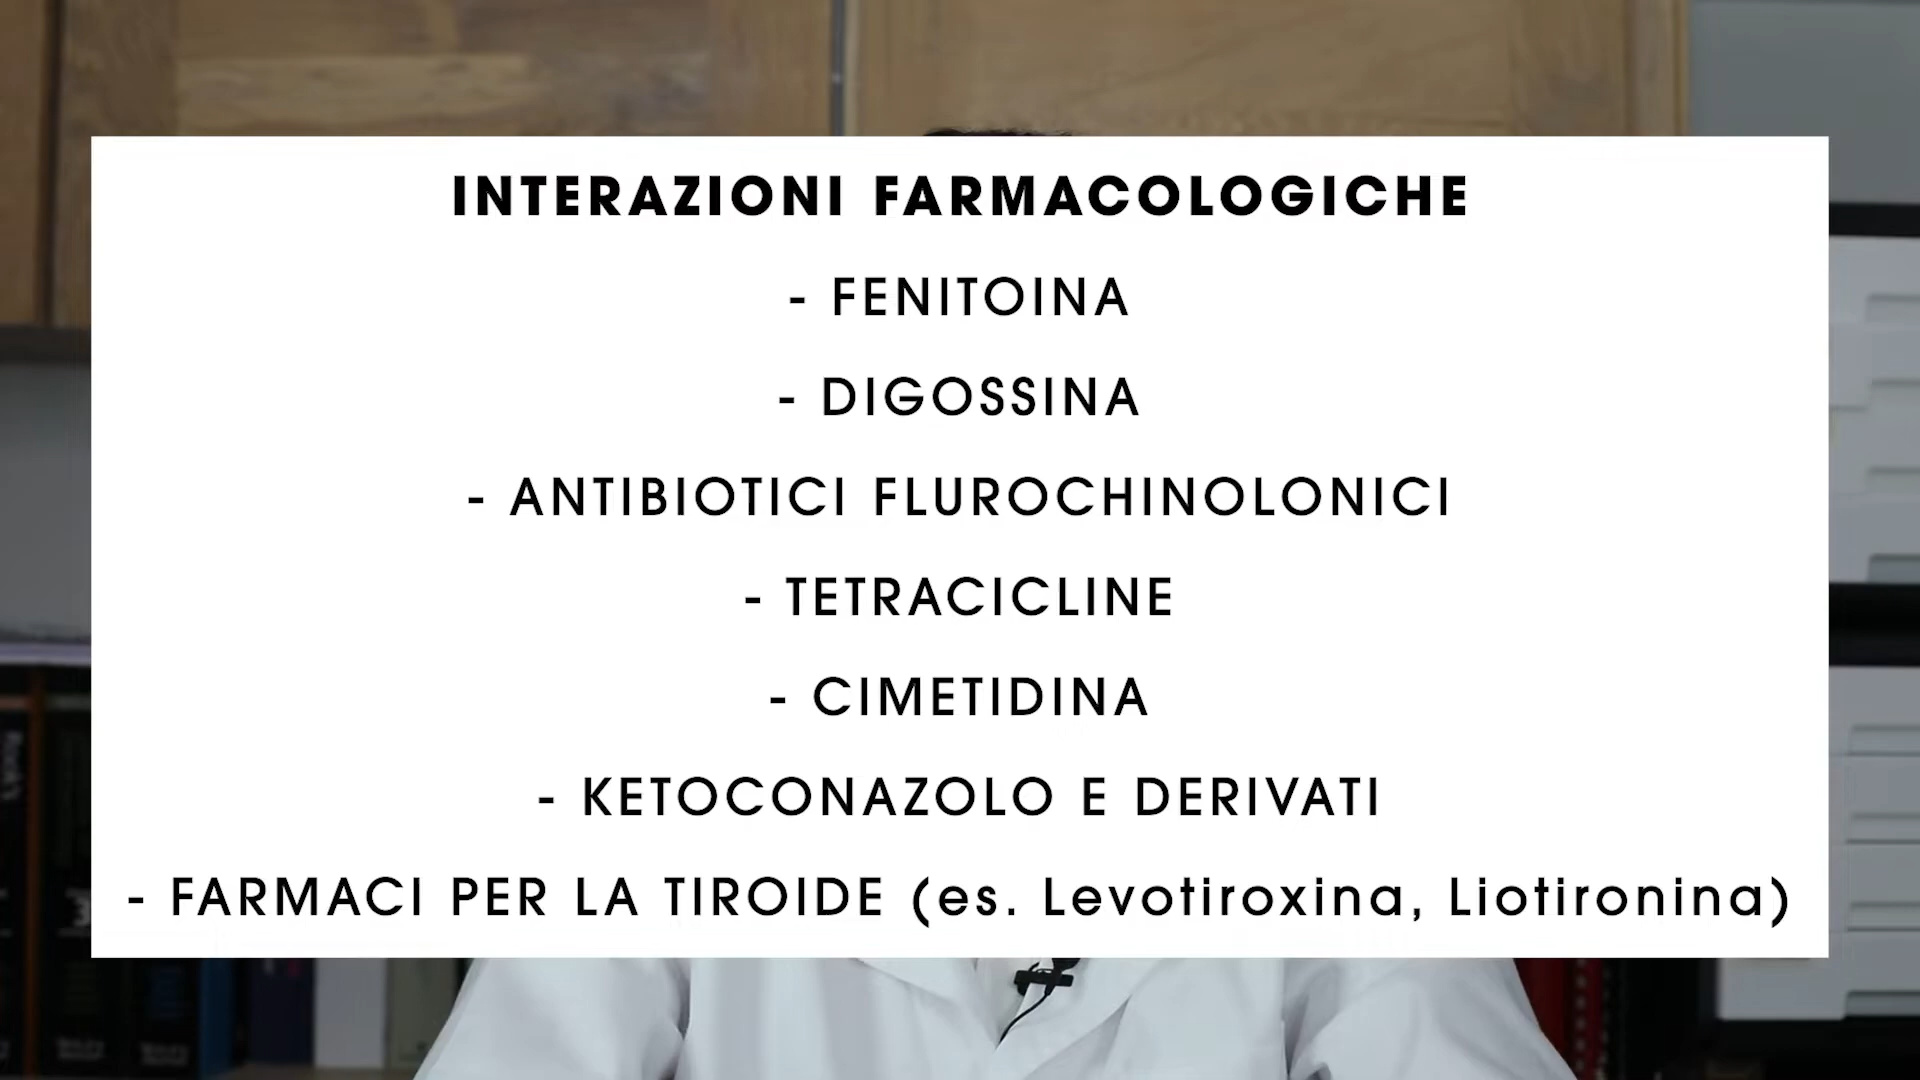 INTERAZIONI FARMACOLOGICHE
- FENITOINA
- DIGOSSINA
- ANTIBIOTICI FLUROCHINOLONICI
- TETRACICLINE
- CIMETIDINA
- KETOCONAZOLO E DERIVATI
- FARMACI PER LA TIROIDE (es. Levotiroxina, Liotironina)